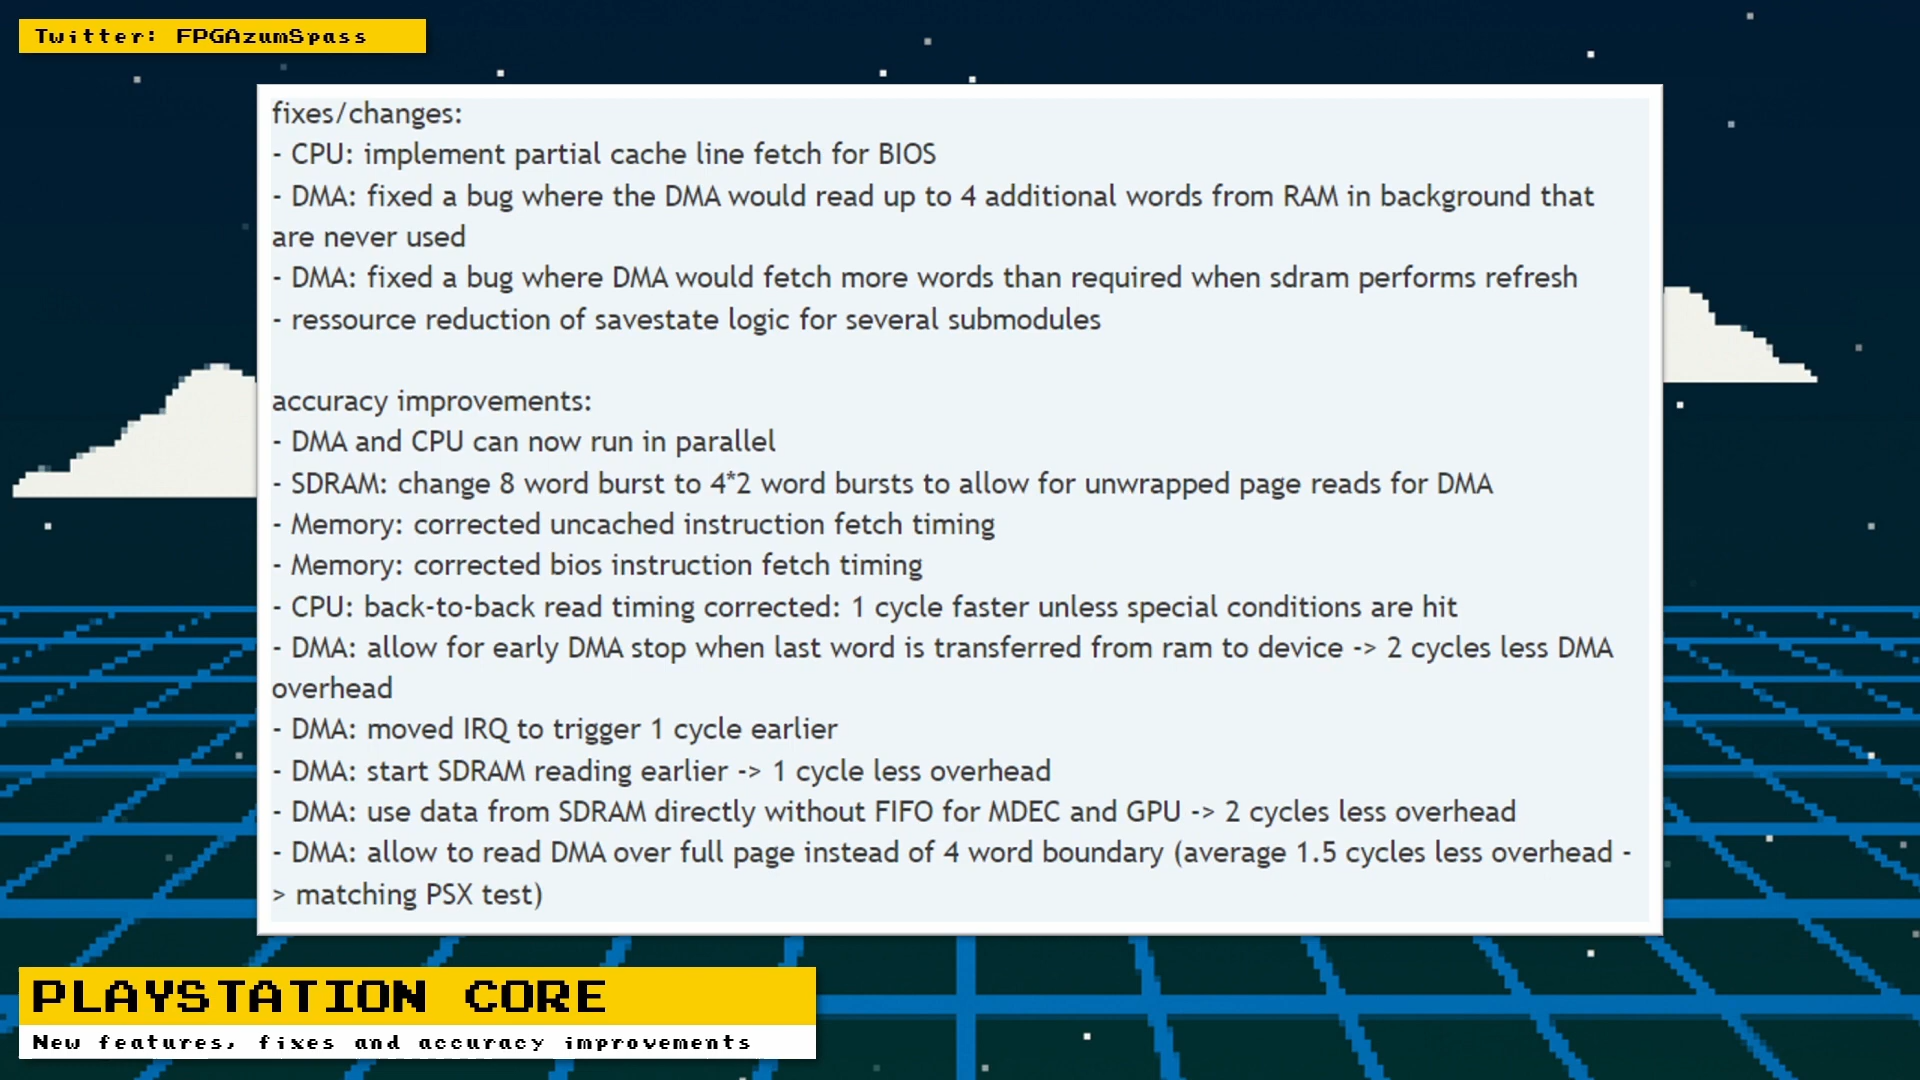 Twitter: FPGAzumSpass
fixes/changes:
- CPU: implement partial cache line fetch for BIOS
- DMA: fixed a bug where the DMA would read up to 4 additional words from RAM in background that
are never used
- DMA: fixed a bug where DMA would fetch more words than required when sdram performs refresh
- ressource reduction of savestate logic for several submodules
accuracy improvements:
- DMA and CPU can now run in parallel
- SDRAM: change 8 word burst to 4*2 word bursts to allow for unwrapped page reads for DMA
- Memory: corrected uncached instruction fetch timing
- Memory: corrected bios instruction fetch timing
- CPU: back-to-back read timing corrected: 1 cycle faster unless special conditions are hit
- DMA: allow for early DMA stop when last word is transferred from ram to device -> 2 cycles less DMA
overhead
- DMA: moved IRQ to trigger 1 cycle earlier
- DMA: start SDRAM reading earlier -> 1 cycle less overhead
- DMA: use data from SDRAM directly without FIFO for MDEC and GPU -> 2 cycles less overhead
- DMA: allow to read DMA over full page instead of 4 word boundary (average 1.5 cycles less overhead -
> matching PSX test)
PLAYSTATION CORE
New features, fixes and accuracy improvements